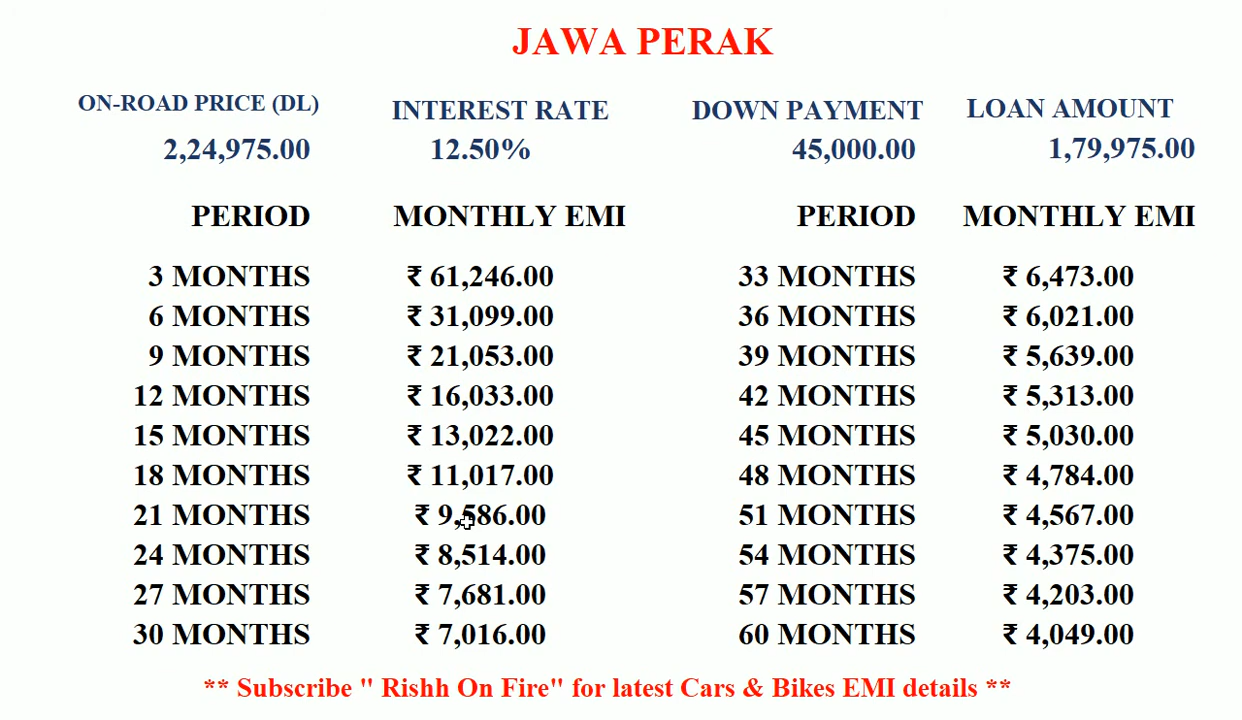 JAWA PERAK
ON-ROAD PRICE (DL) INTEREST RATE DOWN PAYMENT LOAN AMOUNT
2,24,975.00 12.50% 45,000.00 1,79,975.00
PERIOD MONTHLY EMI PERIOD MONTHLY EMI
3 MONTHS ₹ 61,246.00 33 MONTHS ₹ 6,473.00
6 MONTHS ₹ 31,099.00 36 MONTHS ₹ 6,021.00
9 MONTHS ₹ 21,053.00 39 MONTHS ₹ 5,639.00
12 MONTHS ₹ 16,033.00 42 MONTHS ₹ 5,313.00
15 MONTHS ₹ 13,022.00 45 MONTHS ₹ 5,030.00
18 MONTHS ₹ 11,017.00 48 MONTHS ₹ 4,784.00
21 MONTHS ₹ 9,586.00 51 MONTHS ₹ 4,567.00
24 MONTHS ₹ 8,514.00 54 MONTHS ₹ 4,375.00
27 MONTHS ₹ 7,681.00 57 MONTHS ₹ 4,203.00
30 MONTHS ₹ 7,016.00 60 MONTHS ₹ 4,049.00
** Subscribe " Rishh On Fire" for latest Cars & Bikes EMI details **